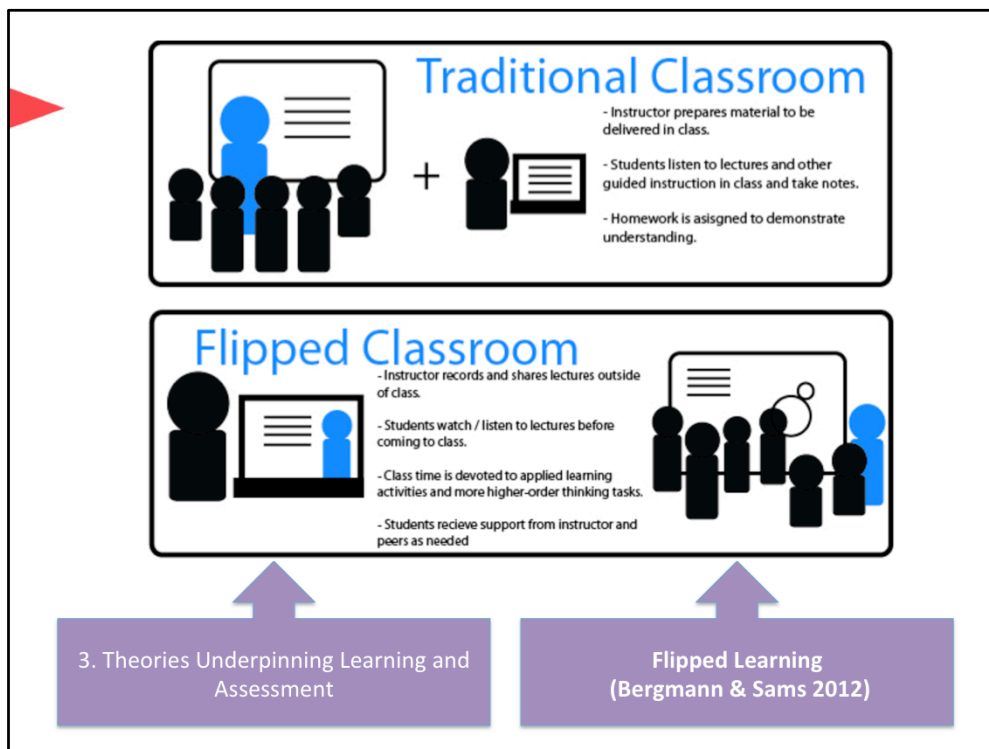 Traditional Classroom
- Instructor prepares material to be
delivered in class.
- Students listen to lectures and other
guided instruction in class and take notes.
- Homework is asisgned to demonstrate
understanding.
+
Flipped Classroom
- Instructor records and shares lectures outside
of class.
- Students watch / listen to lectures before
coming to class.
- Class time is devoted to applied learning
activities and more higher-order thinking tasks.
- Students recieve support from instructor and
peers as needed
3. Theories Underpinning Learning and
Assessment
Flipped Learning
(Bergmann & Sams 2012)